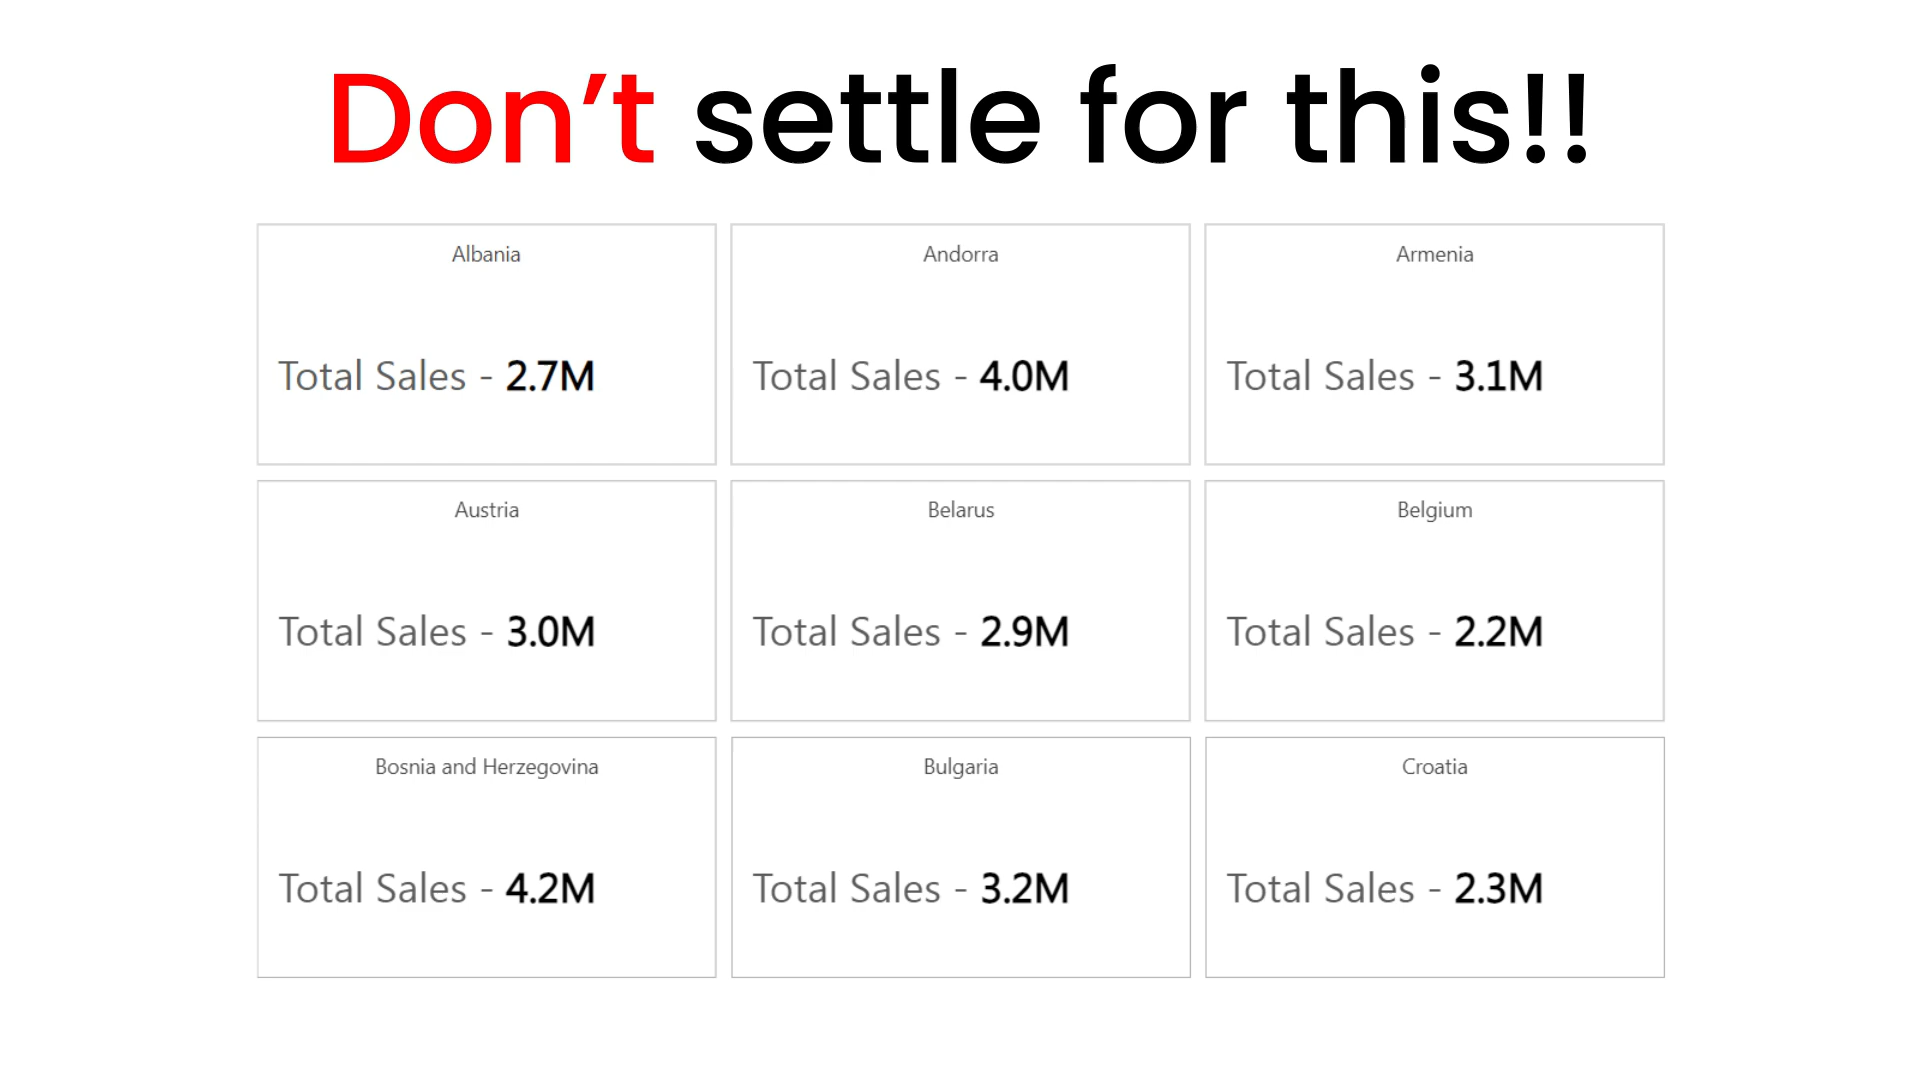 Don’t settle for this!!
Albania
Andorra
Armenia
Total Sales - 2.7M
Total Sales - 4.0M
Total Sales - 3.1M
Austria
Belarus
Belgium
Total Sales - 3.0M
Total Sales - 2.9M
Total Sales - 2.2M
Bosnia and Herzegovina
Bulgaria
Croatia
Total Sales - 4.2M
Total Sales - 3.2M
Total Sales - 2.3M